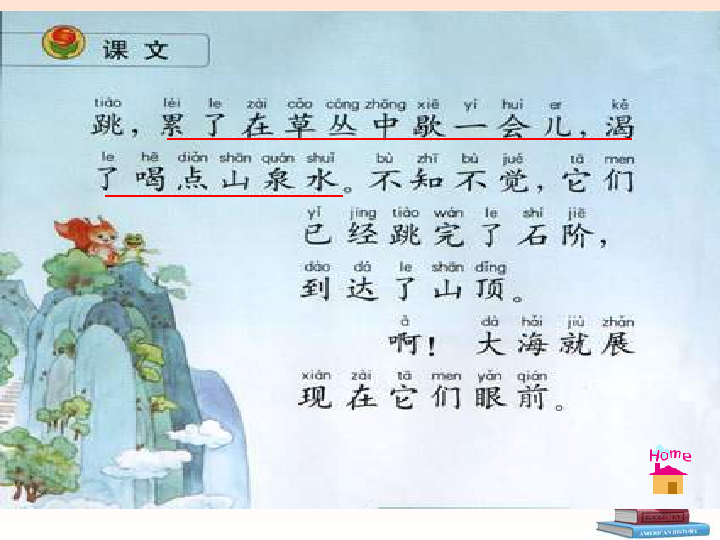 课文
tiào lèi le zài cǎo cóng zhōng xiē yí huì er kě
跳，累了在草丛中歇一会儿，渴
le hē diǎn shān quán shuǐ bù zhī bù jué tā men
了喝点山泉水。不知不觉，它们
yǐ jīng tiào wán le shí jiē
已经跳完了石阶，
dào dá le shān dǐng
到达了山顶。
à dà hǎi jiù zhǎn
啊！大海就展
xiàn zài tā men yǎn qián
现在它们眼前。
Home
AMERICAN HISTORY